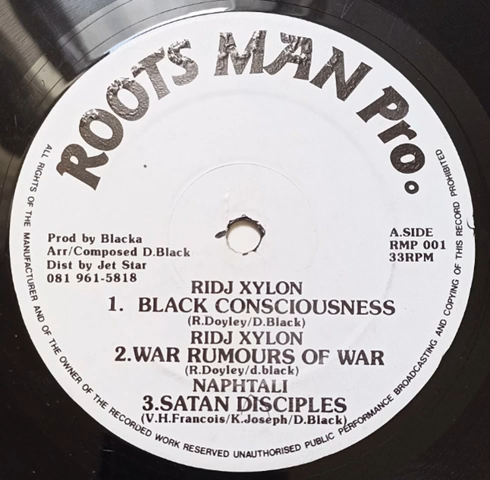 ROOTS MAN Pro.
Prod by Blacka
Arr/Composed D.Black
Dist by Jet Star
081 961-5818
A.SIDE
RMP 001
33RPM
RIDJ XYLON
1. BLACK CONSCIOUSNESS
(R.Doyley/D.Black)
RIDJ XYLON
2.WAR RUMOURS OF WAR
(R.Doyley/d.black)
NAPHTALI
3.SATAN DISCIPLES
(V.H.Francois/K.Joseph/D.Black)
ALL RIGHTS OF THE MANUFACTURER AND OF THE OWNER OF THE RECORDED WORK RESERVED UNAUTHORISED PUBLIC PERFORMANCE BROADCASTING AND COPYING OF THIS RECORD PROHIBITED